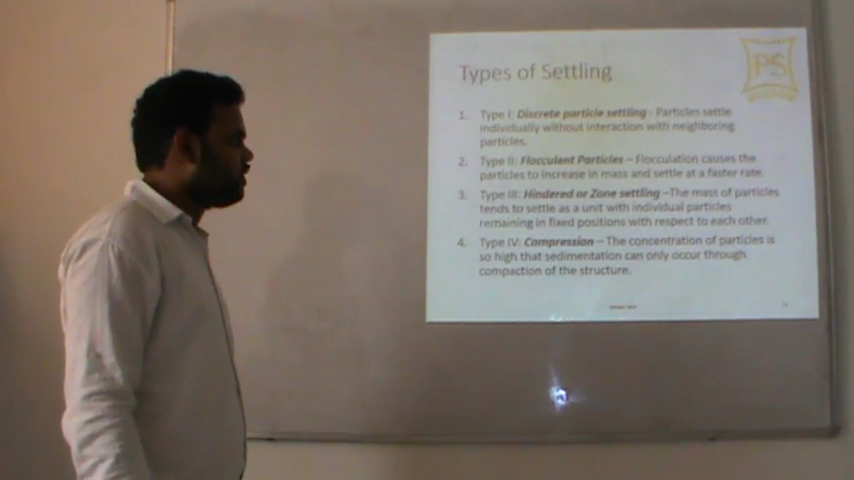 Types of Settling
PS
1. Type I: Discrete particle settling - Particles settle
individually without interaction with neighboring
particles.
2. Type II: Flocculent Particles – Flocculation causes the
particles to increase in mass and settle at a faster rate.
3. Type III: Hindered or Zone settling –The mass of particles
tends to settle as a unit with individual particles
remaining in fixed positions with respect to each other.
4. Type IV: Compression – The concentration of particles is
so high that sedimentation can only occur through
compaction of the structure.